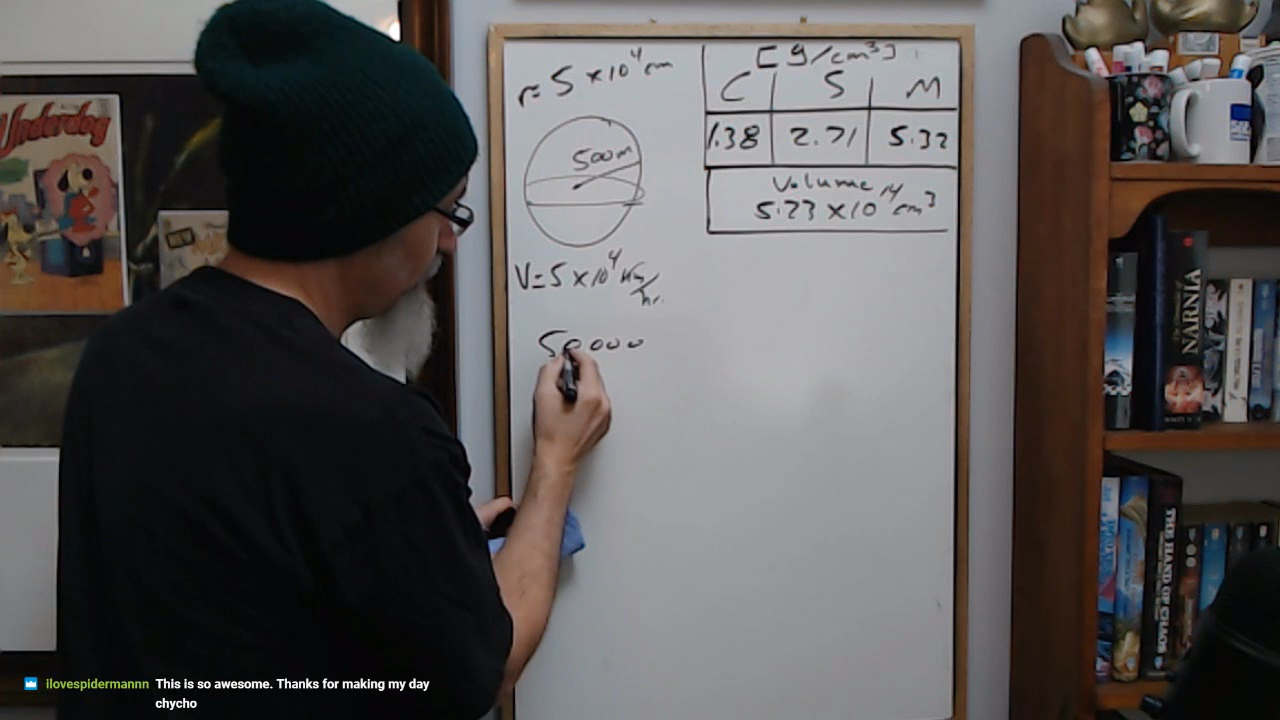 r=5×10⁴cm
500m
V=5×10⁴Km/hr.
50000
[g/cm³]
C S M
1.38 2.71 5.32
Volume
5.23×10¹⁴cm³
Underdog
NARNIA
THE HAND OF CHAOS
ilovespidermannn This is so awesome. Thanks for making my day
chycho